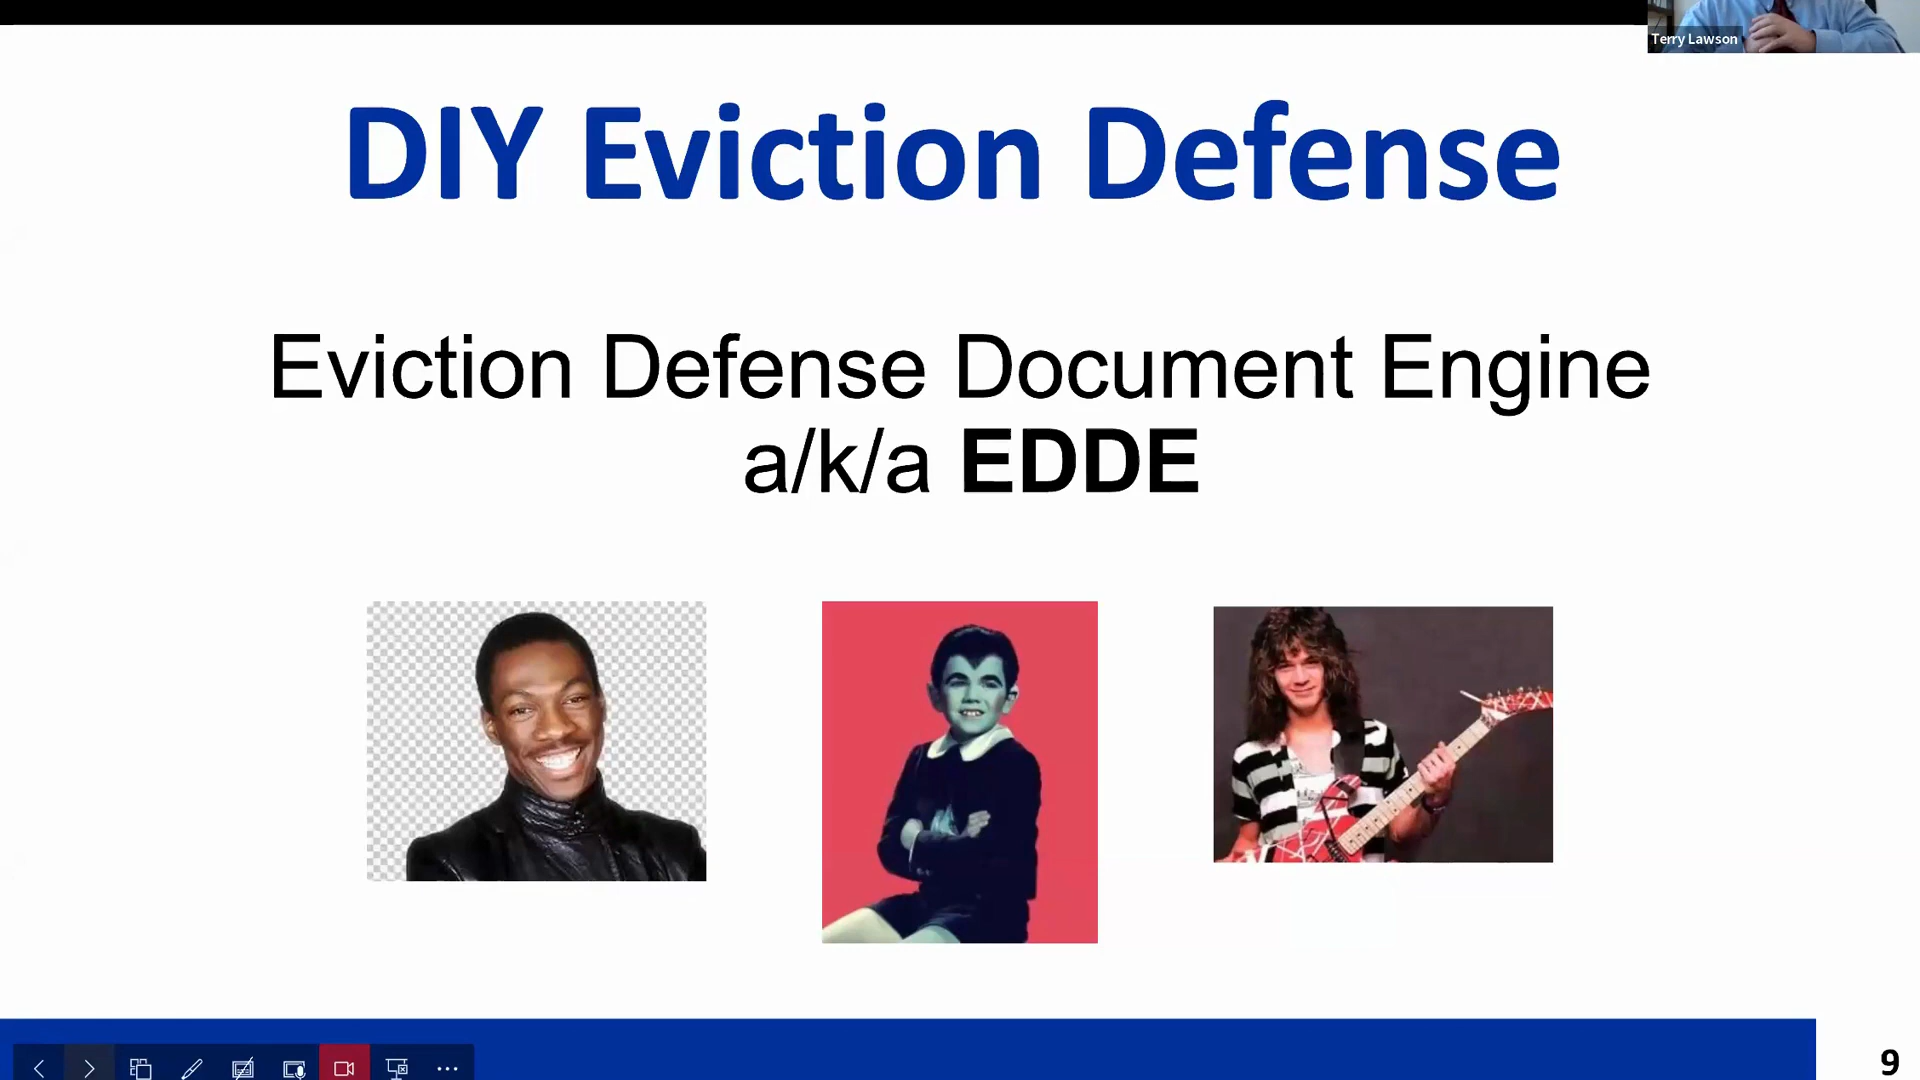 Terry Lawson
DIY Eviction Defense
Eviction Defense Document Engine
a/k/a EDDE
9